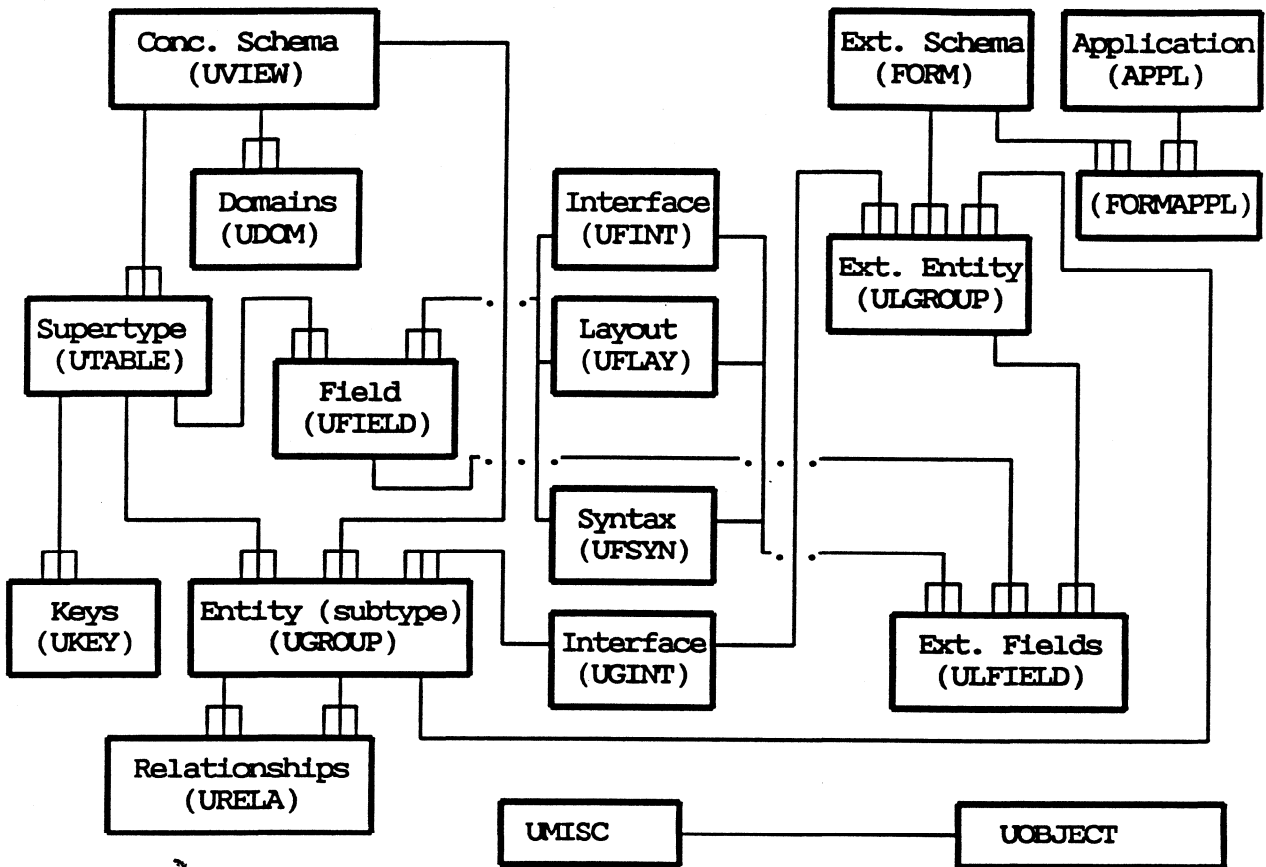 Conc. Schema
(UVIEW)
Ext. Schema
(FORM)
Application
(APPL)
Domains
(UDOM)
Interface
(UFINT)
(FORMAPPL)
Ext. Entity
(ULGROUP)
Supertype
(UTABLE)
Layout
(UFLAY)
Field
(UFIELD)
Syntax
(UFSYN)
Keys
(UKEY)
Entity (subtype)
(UGROUP)
Interface
(UGINT)
Ext. Fields
(ULFIELD)
Relationships
(URELA)
UMISC
UOBJECT